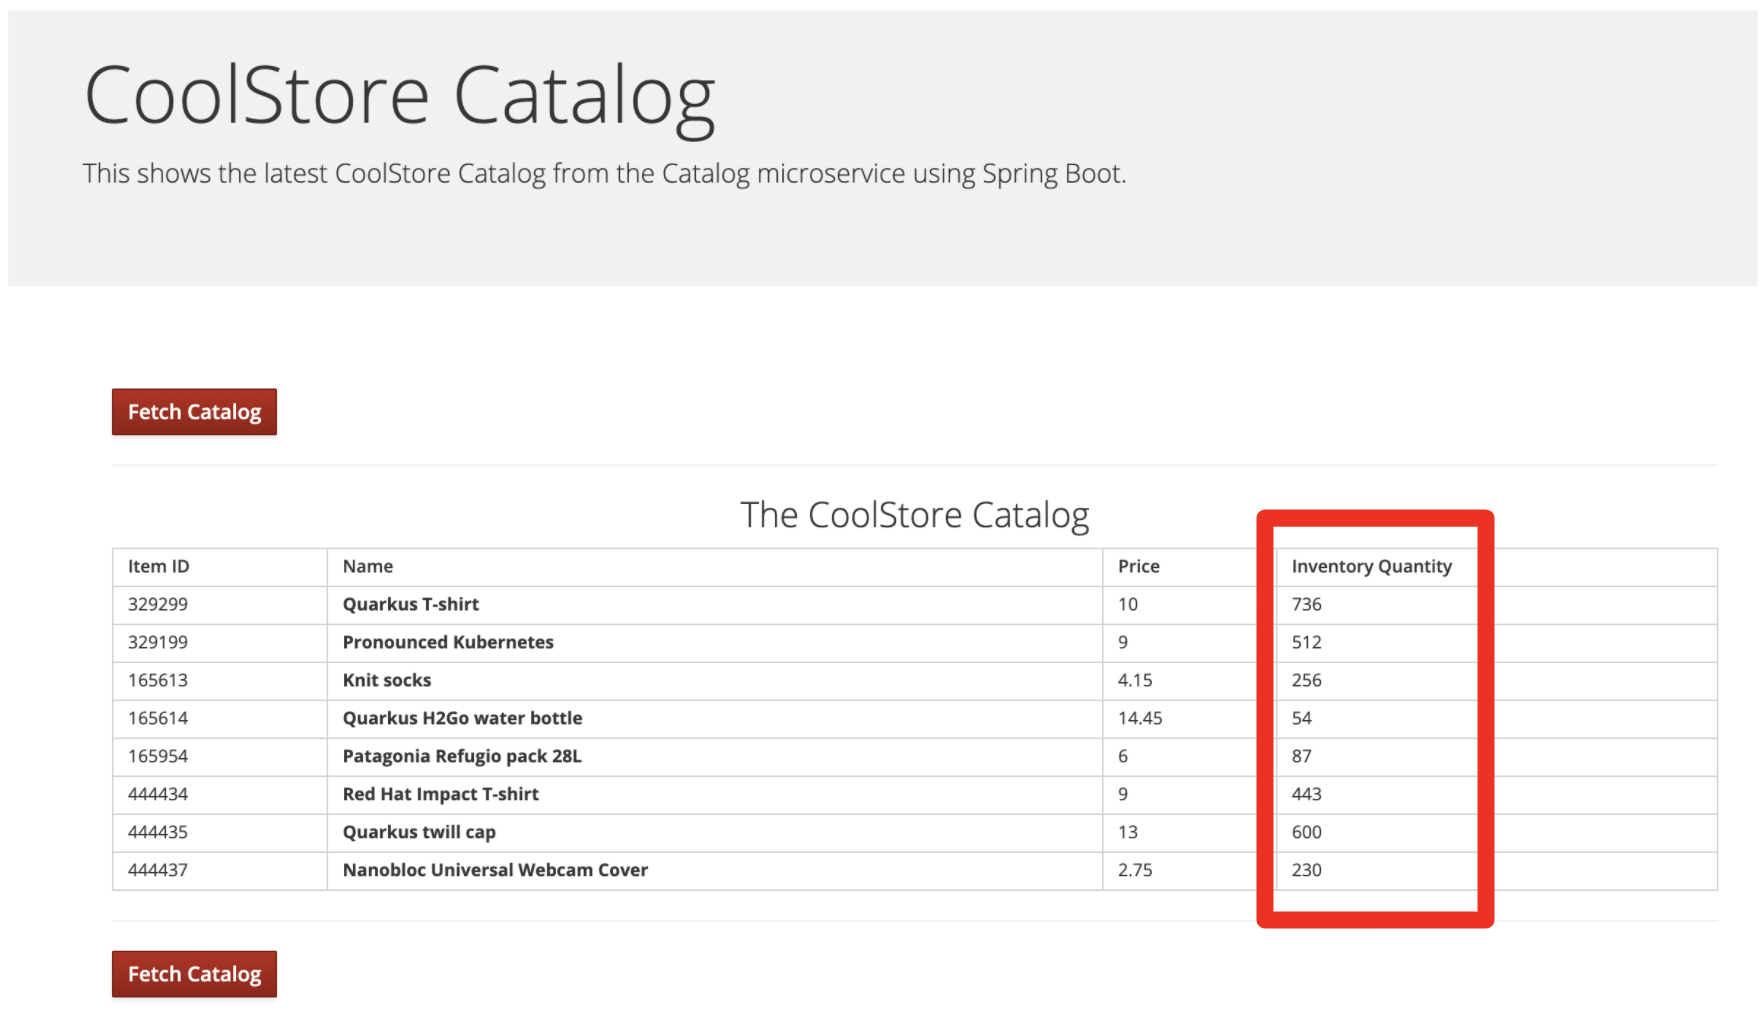 CoolStore Catalog
This shows the latest CoolStore Catalog from the Catalog microservice using Spring Boot.
Fetch Catalog
The CoolStore Catalog
Item ID Name Price Inventory Quantity
329299 Quarkus T-shirt 10 736
329199 Pronounced Kubernetes 9 512
165613 Knit socks 4.15 256
165614 Quarkus H2Go water bottle 14.45 54
165954 Patagonia Refugio pack 28L 6 87
444434 Red Hat Impact T-shirt 9 443
444435 Quarkus twill cap 13 600
444437 Nanobloc Universal Webcam Cover 2.75 230
Fetch Catalog